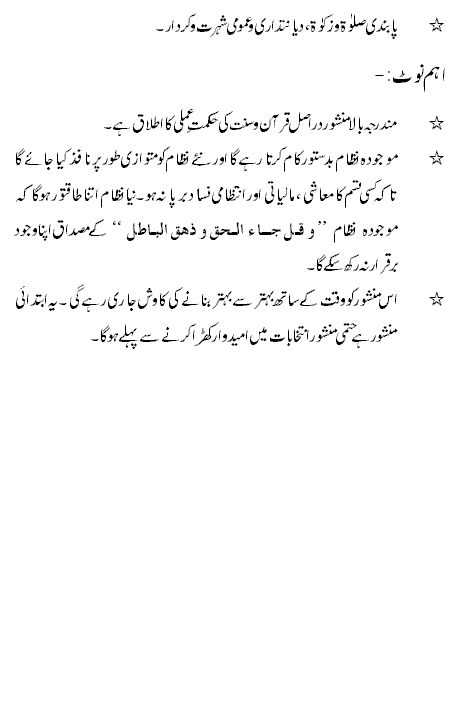 ☆ پابندی صلوٰۃ وزکوٰۃ، دیانتداری و عمومی شہرت وکردار۔
اہم نوٹ:-
☆ مندرجہ بالا منشور دراصل قرآن وسنت کی حکمت عملی کا اطلاق ہے۔
☆ موجودہ نظام بدستور کام کرتا رہے گا اور نئے نظام کو متوازی طور پر نافذ کیا جائے گا
تاکہ کسی قسم کا معاشی، مالیاتی اور انتظامی فساد برپا نہ ہو۔ نیا نظام اتنا طاقتور ہوگا کہ
موجودہ نظام ’’و قل جاء الحق و ذهق الباطل‘‘ کے مصداق اپنا وجود
برقرار نہ رکھ سکے گا۔
☆ اس منشور کو وقت کے ساتھ بہتر سے بہتر بنانے کی کاوش جاری رہے گی۔ یہ ابتدائی
منشور ہے حتمی منشور انتخابات میں امیدوار کھڑا کرنے سے پہلے ہوگا۔